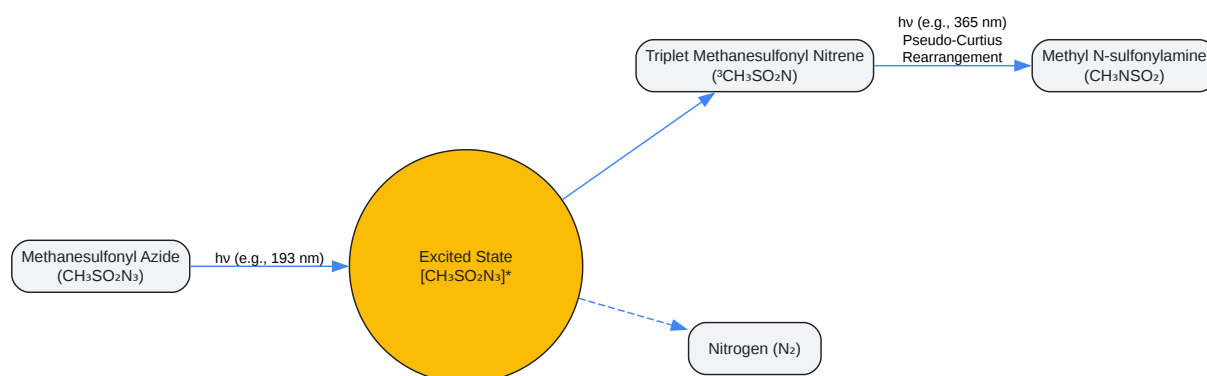 Methanesulfonyl Azide
(CH₃SO₂N₃)
hν (e.g., 193 nm)
Excited State
[CH₃SO₂N₃]*
Triplet Methanesulfonyl Nitrene
(³CH₃SO₂N)
hν (e.g., 365 nm)
Pseudo-Curtius
Rearrangement
Methyl N-sulfonylamine
(CH₃NSO₂)
Nitrogen (N₂)